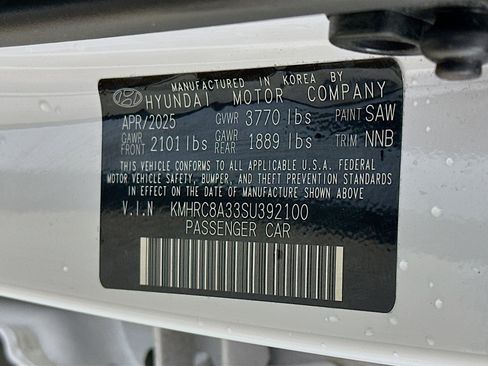 MANUFACTURED IN KOREA BY
HYUNDAI MOTOR COMPANY
APR/2025 GVWR 3770 lbs PAINT SAW
GAWR FRONT 2101 lbs GAWR REAR 1889 lbs TRIM NNB
THIS VEHICLE CONFORMS TO ALL APPLICABLE U.S.A. FEDERAL
MOTOR VEHICLE SAFETY, BUMPER, AND THEFT PREVENTION STANDARDS
IN EFFECT ON THE DATE OF MANUFACTURE SHOWN ABOVE.
V.I.N KMHRC8A33SU392100
PASSENGER CAR